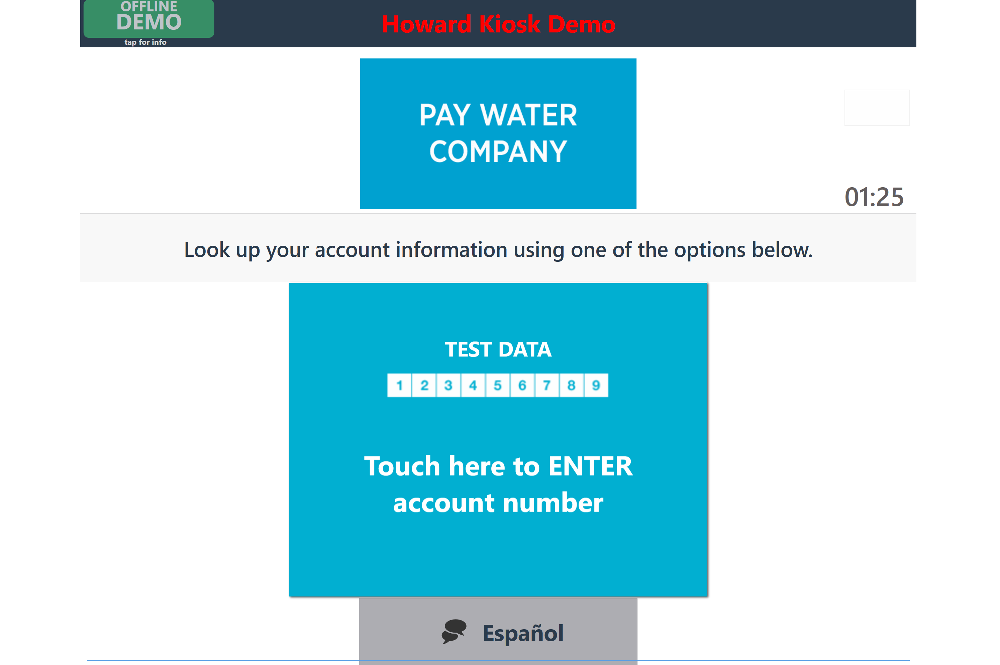 OFFLINE
DEMO
tap for info
Howard Kiosk Demo
PAY WATER
COMPANY
01:25
Look up your account information using one of the options below.
TEST DATA
1 2 3 4 5 6 7 8 9
Touch here to ENTER
account number
Español